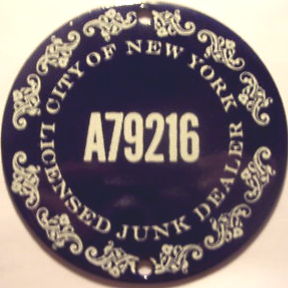 CITY OF NEW YORK
A79216
LICENSED JUNK DEALER